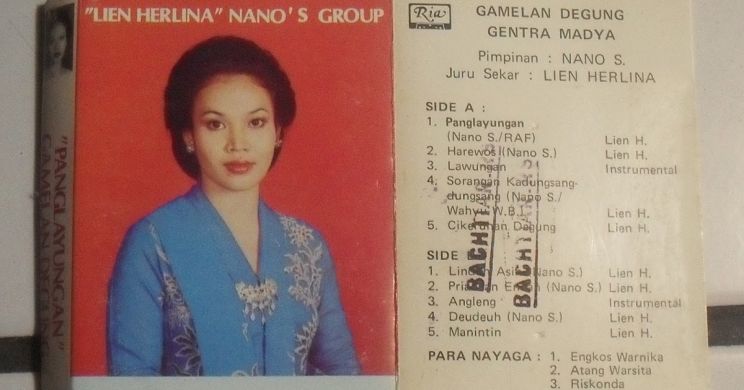 "LIEN HERLINA" NANO'S GROUP
"PANGLAYUNGAN"
GAMELAN DEGUNG
Ria
GAMELAN DEGUNG
GENTRA MADYA
Pimpinan : NANO S.
Juru Sekar : LIEN HERLINA
SIDE A :
1. Panglayungan
(Nano S./RAF) Lien H.
2. Harewos (Nano S.) Lien H.
3. Lawungan Instrumental
4. Sorangan Kadungsang-
dungsang (Nano S./
W.B.) Lien H.
5. Degung Lien H.
SIDE
1. (Nano S.) Lien H.
2. (Nano S.) Lien H.
3. Angleng Instrumental
4. Deudeuh (Nano S.) Lien H.
5. Manintin Lien H.
PARA NAYAGA : 1. Engkos Warnika
2. Atang Warsita
3. Riskonda